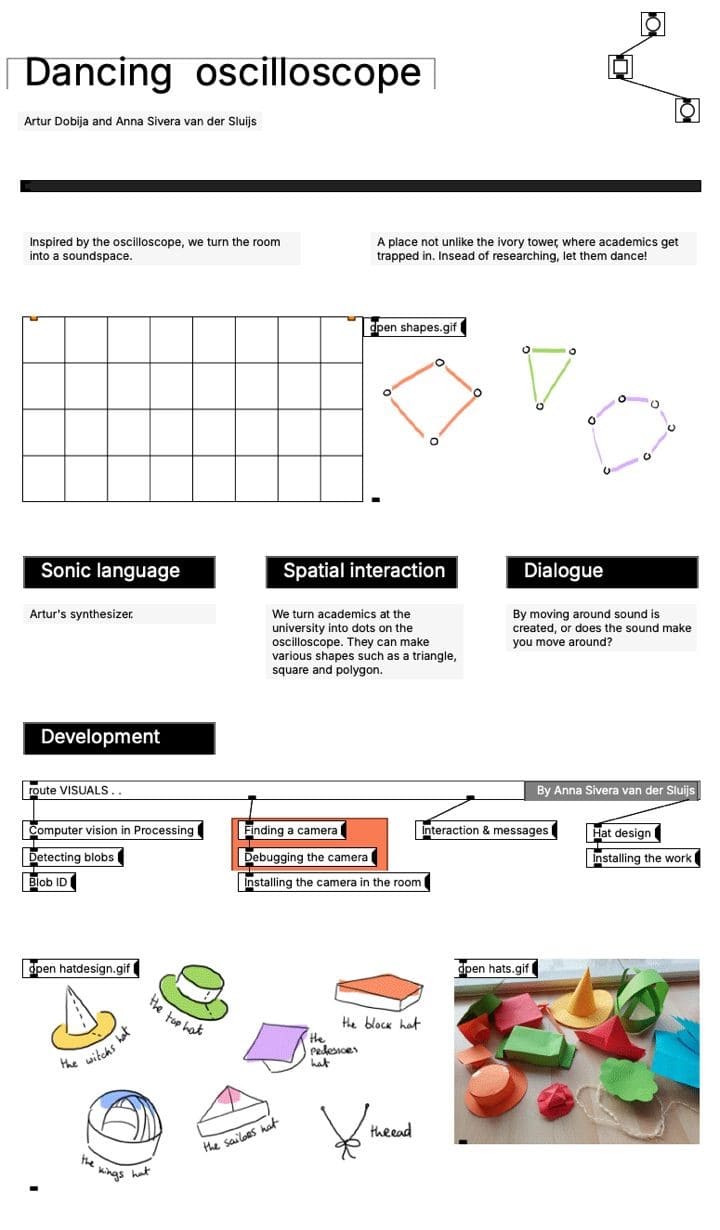 Dancing oscilloscope
Artur Dobija and Anna Sivera van der Sluijs
Inspired by the oscilloscope, we turn the room
into a soundspace.
A place not unlike the ivory tower, where academics get
trapped in. Insead of researching, let them dance!
open shapes.gif
Sonic language
Artur's synthesizer.
Spatial interaction
We turn academics at the
university into dots on the
oscilloscope. They can make
various shapes such as a triangle,
square and polygon.
Dialogue
By moving around sound is
created, or does the sound make
you move around?
Development
route VISUALS . .
By Anna Sivera van der Sluijs
Computer vision in Processing
Detecting blobs
Blob ID
Finding a camera
Debugging the camera
Installing the camera in the room
Interaction & messages
Hat design
Installing the work
open hatdesign.gif
the witchs hat
the top hat
the block hat
the
hat
the kings hat
the sailors hat
thread
open hats.gif